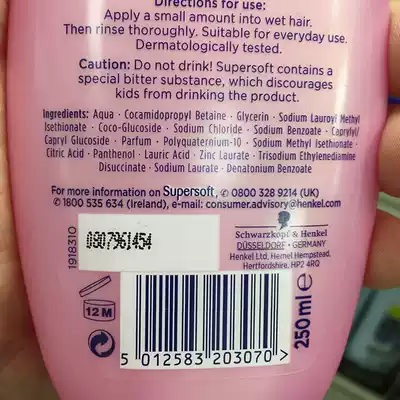 Directions for use:
Apply a small amount into wet hair.
Then rinse thoroughly. Suitable for everyday use.
Dermatologically tested.
Caution: Do not drink! Supersoft contains a
special bitter substance, which discourages
kids from drinking the product.
Ingredients: Aqua · Cocamidopropyl Betaine · Glycerin · Sodium Lauroyl Methyl
Isethionate · Coco-Glucoside · Sodium Chloride · Sodium Benzoate · Caprylyl/
Capryl Glucoside · Parfum · Polyquaternium-10 · Sodium Methyl Isethionate ·
Citric Acid · Panthenol · Lauric Acid · Zinc Laurate · Trisodium Ethylenediamine
Disuccinate · Sodium Laurate · Denatonium Benzoate
For more information on Supersoft, ✆ 0800 328 9214 (UK)
✆ 1800 535 634 (Ireland), e-mail: consumer.advisory@henkel.com
1918310
0807961454
Schwarzkopf & Henkel
DÜSSELDORF · GERMANY
Henkel Ltd, Hemel Hempstead,
Hertfordshire, HP2 4RQ
12 M
250 ml e
5 012583 203070 >